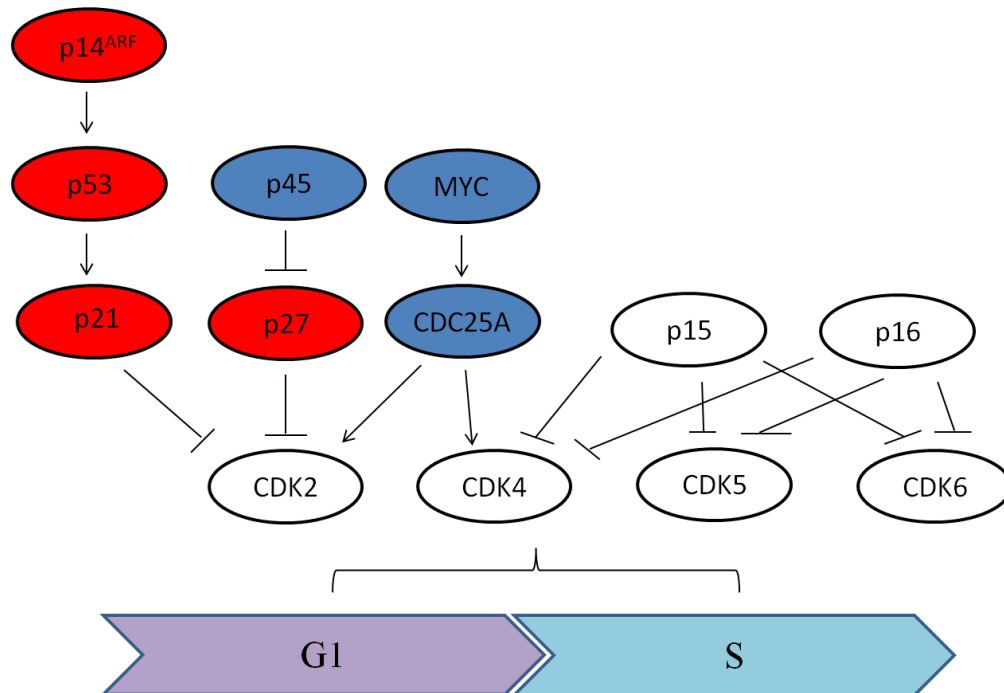 p14ARF
p53
p45
MYC
p21
p27
CDC25A
p15
p16
CDK2
CDK4
CDK5
CDK6
G1
S